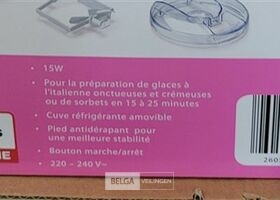 • 15W
• Pour la préparation de glaces à
l'italienne onctueuses et crémeuses
ou de sorbets en 15 à 25 minutes
• Cuve réfrigérante amovible
• Pied antidérapant pour
une meilleure stabilité
• Bouton marche/arrêt
• 220 – 240 V~
BELGA VEILINGEN